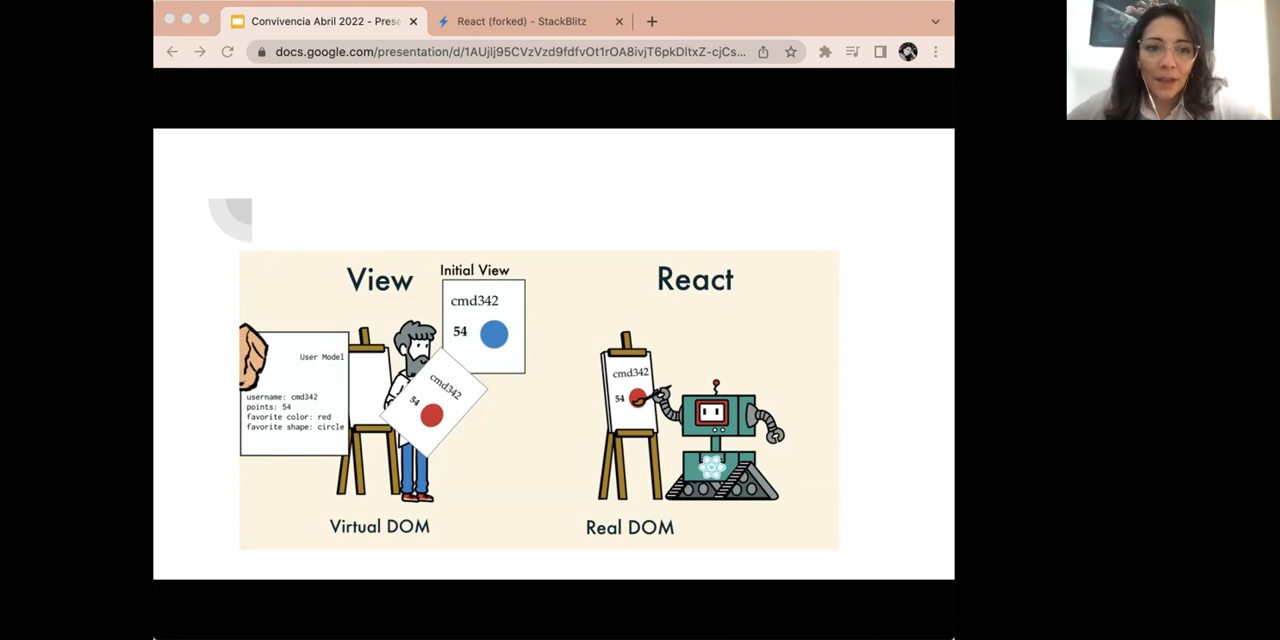 Convivencia Abril 2022 - Prese
React (forked) - StackBlitz
docs.google.com/presentation/d/1AUjlj95CVzVzd9fdfvOt1rOA8ivjT6pkDltxZ-cjCs...
View
Initial View
React
cmd342
54
User Model
username: cmd342
points: 54
favorite color: red
favorite shape: circle
cmd342
54
cmd342
54
Virtual DOM
Real DOM